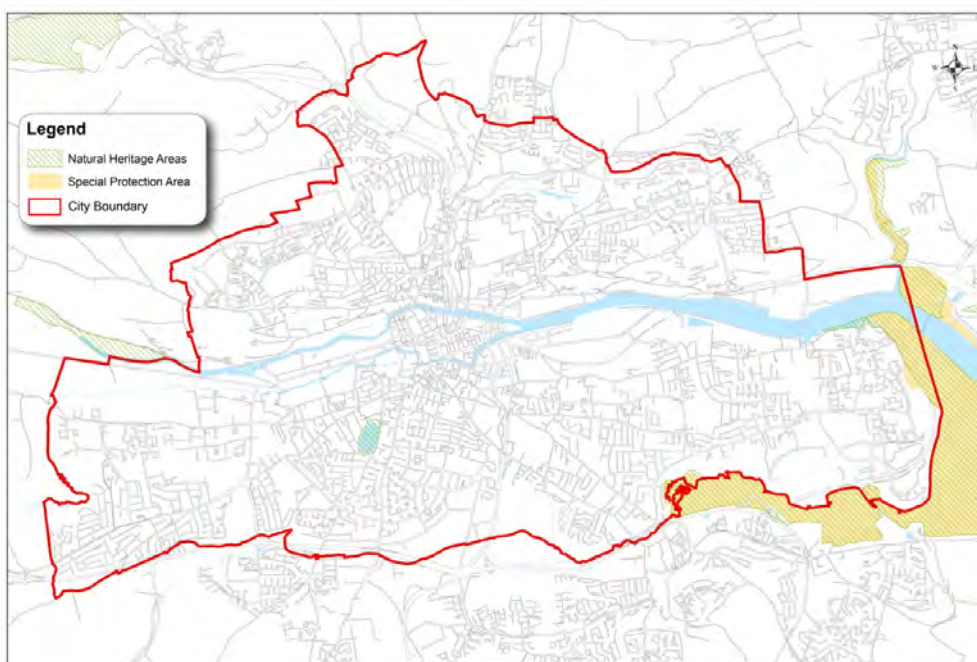 Legend
Natural Heritage Areas
Special Protection Area
City Boundary
N
W
E
S